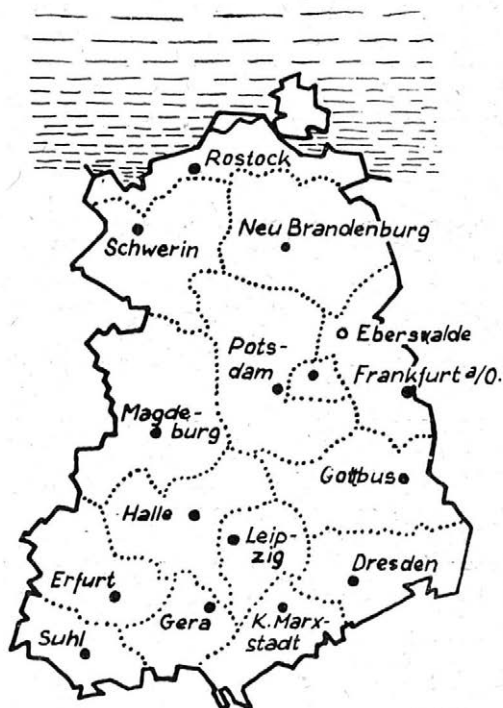 Rostock
Schwerin
Neu Brandenburg
Eberswalde
Pots-
dam
Frankfurt a/O.
Magde-
burg
Gottbus
Halle
Leip
zig
Dresden
Erfurt
Gera
K. Marx-
stadt
Suhl